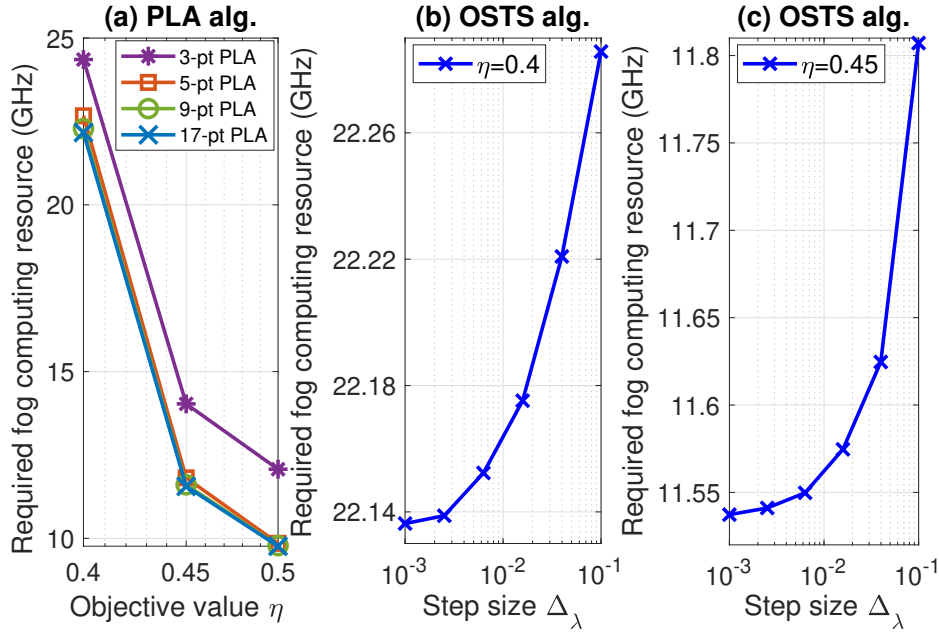 (a) PLA alg.
Required fog computing resource (GHz)
25
20
15
10
0.4
0.45
0.5
Objective value η
3-pt PLA
5-pt PLA
9-pt PLA
17-pt PLA
(b) OSTS alg.
Required fog computing resource (GHz)
22.26
22.22
22.18
22.14
10⁻³
10⁻²
10⁻¹
Step size Δ_λ
η=0.4
(c) OSTS alg.
Required fog computing resource (GHz)
11.8
11.75
11.7
11.65
11.6
11.55
10⁻³
10⁻²
10⁻¹
Step size Δ_λ
η=0.45